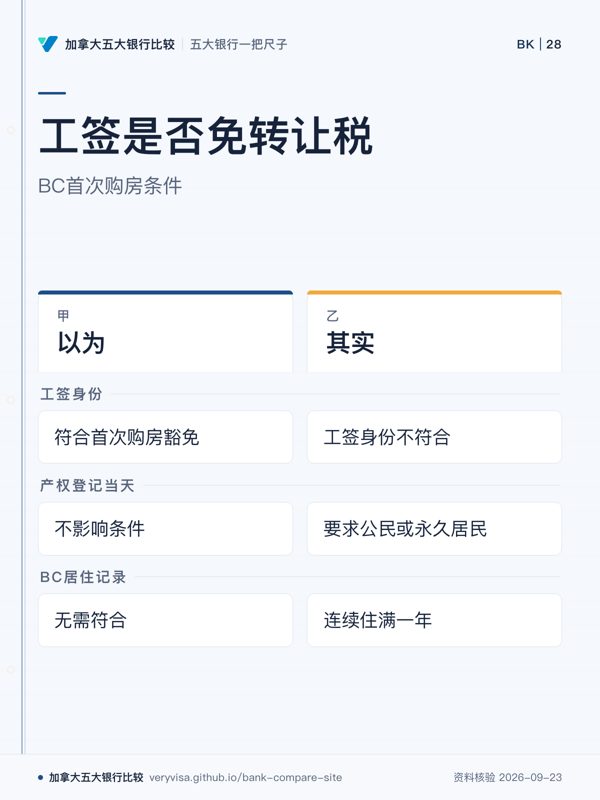 加拿大五大银行比较 五大银行一把尺子 BK | 28
工签是否免转让税
BC首次购房条件
甲 乙
以为 其实
工签身份
符合首次购房豁免 工签身份不符合
产权登记当天
不影响条件 要求公民或永久居民
BC居住记录
无需符合 连续住满一年
加拿大五大银行比较 veryvisa.github.io/bank-compare-site 资料核验 2026-09-23